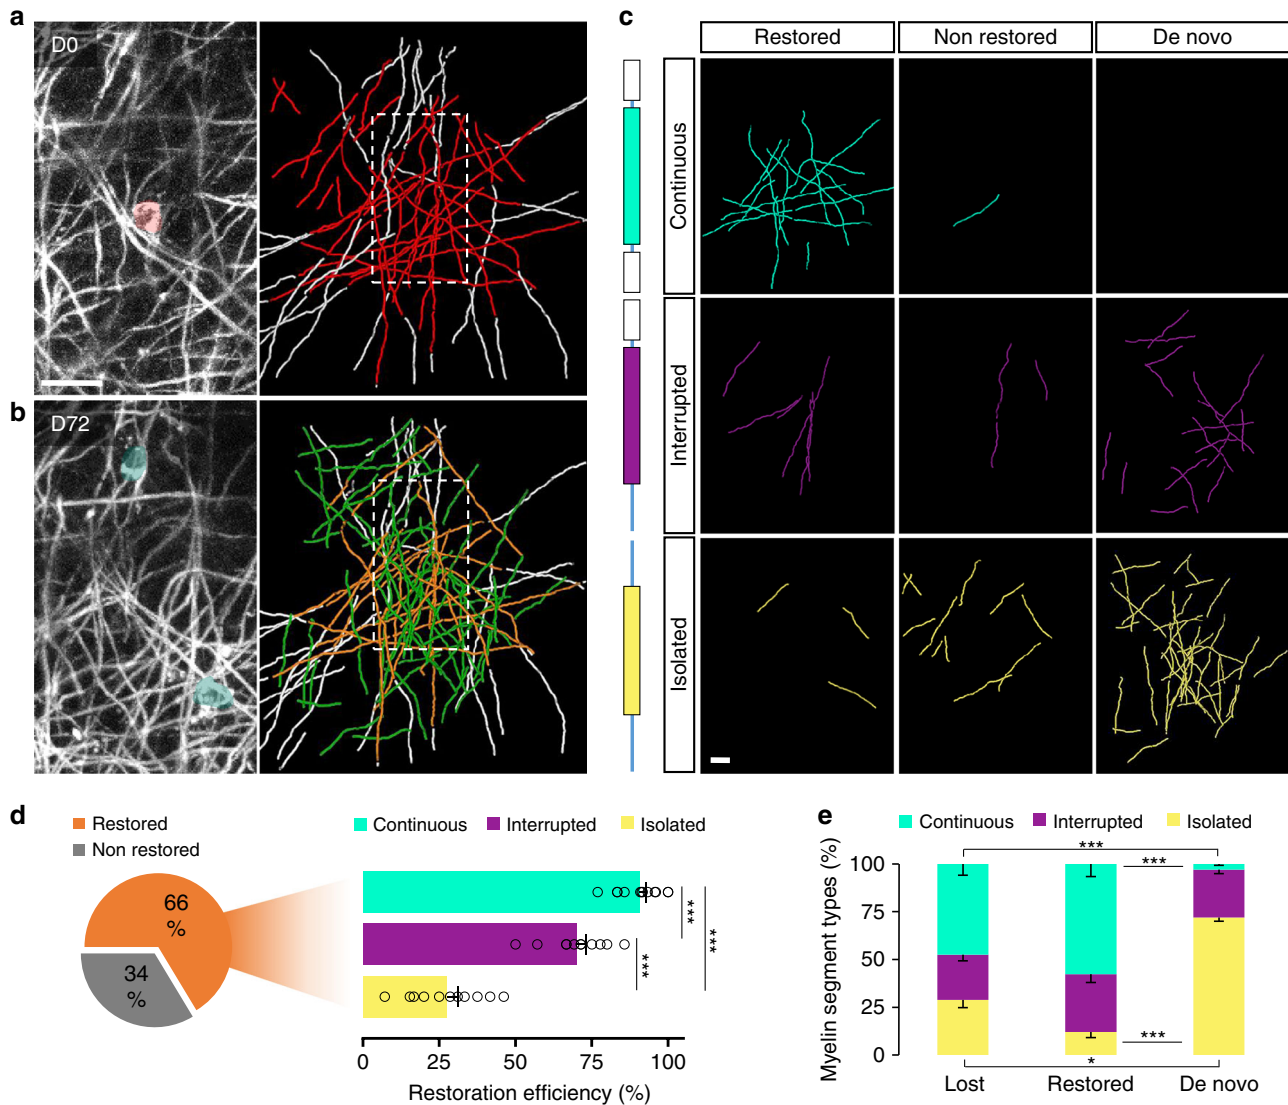 a
D0
b
D72
c
Restored
Non restored
De novo
Continuous
Interrupted
Isolated
d
Restored
Non restored
66
%
34
%
Continuous
Interrupted
Isolated
***
***
***
0
25
50
75
100
Restoration efficiency (%)
e
Continuous
Interrupted
Isolated
***
***
***
*
Myelin segment types (%)
100
75
50
25
0
Lost
Restored
De novo